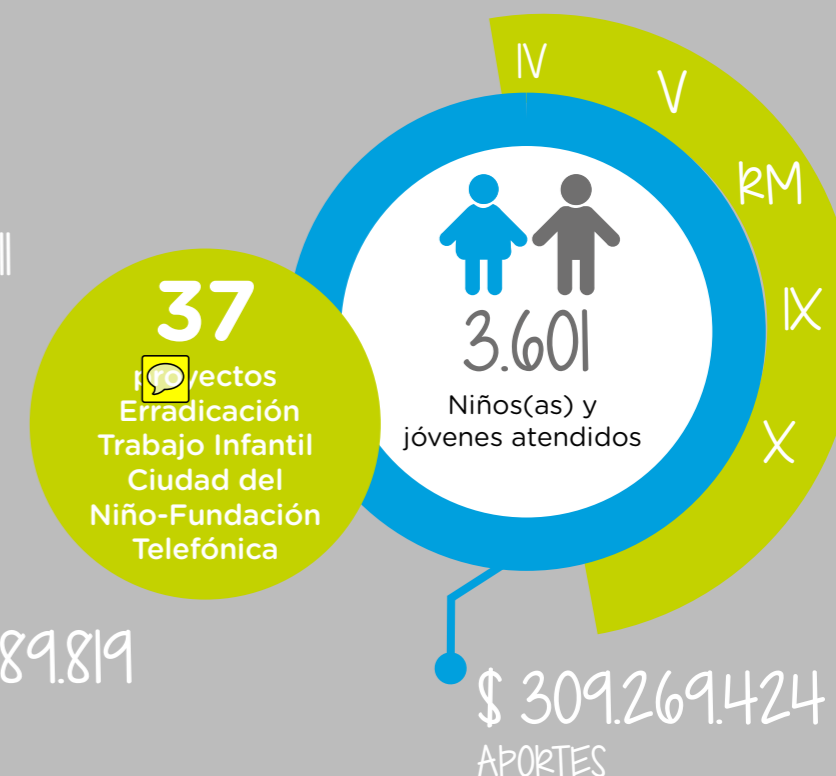 IV
V
RM
IX
X
37
proyectos
Erradicación
Trabajo Infantil
Ciudad del
Niño-Fundación
Telefónica
3.601
Niños(as) y
jóvenes atendidos
89.819
$ 309.269.424
APORTES